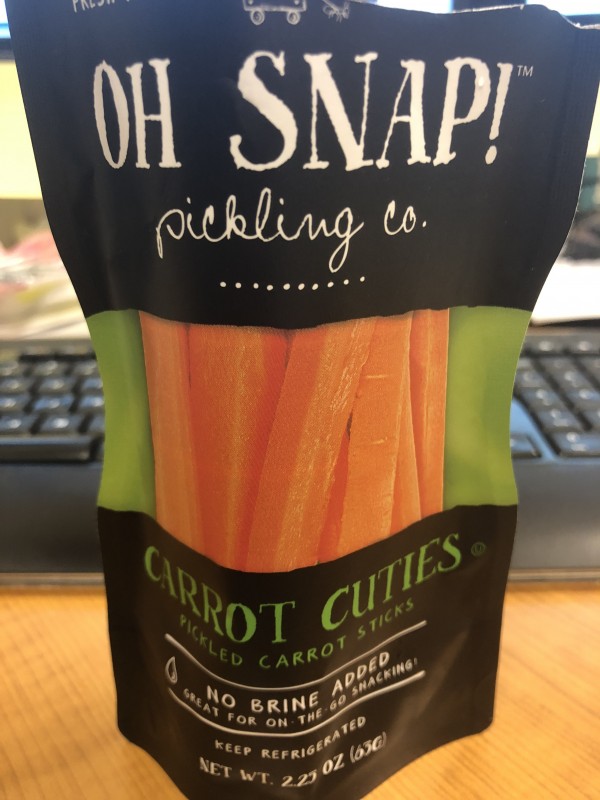 OH SNAP!™
pickling co.
CARROT CUTIES
PICKLED CARROT STICKS
NO BRINE ADDED
GREAT FOR ON-THE-GO SNACKING!
KEEP REFRIGERATED
NET WT. 2.25 OZ (63G)